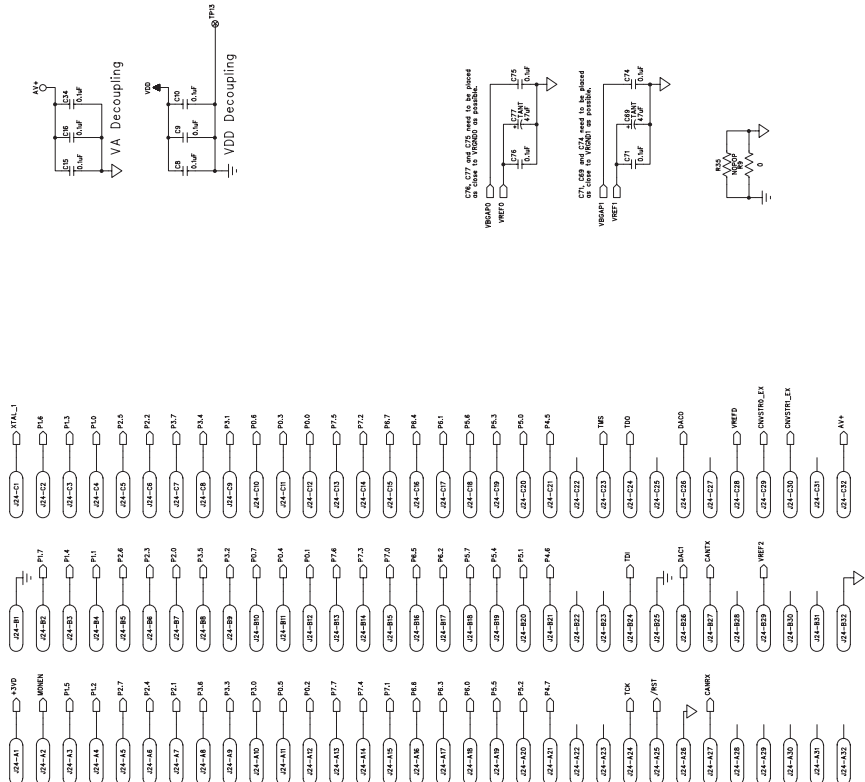 AV+
C15
0.1uF
C16
0.1uF
C34
0.1uF
VA Decoupling
VDD
C8
0.1uF
C9
0.1uF
C10
0.1uF
TP13
VDD Decoupling
C76, C77 and C75 need to be placed
as close to VRGND0 as possible.
VBGAP0
VREF0
C76
0.1uF
C77
+
TANT
47uF
C75
0.1uF
C71, C69 and C74 need to be placed
as close to VRGND1 as possible.
VBGAP1
VREF1
C71
0.1uF
C69
+
TANT
47uF
C74
0.1uF
R35
NOPOP
R9
0
J24-A1 +3VD
J24-A2 MONEN
J24-A3 P1.5
J24-A4 P1.2
J24-A5 P2.7
J24-A6 P2.4
J24-A7 P2.1
J24-A8 P3.6
J24-A9 P3.3
J24-A10 P3.0
J24-A11 P0.5
J24-A12 P0.2
J24-A13 P7.7
J24-A14 P7.4
J24-A15 P7.1
J24-A16 P6.6
J24-A17 P6.3
J24-A18 P6.0
J24-A19 P5.5
J24-A20 P5.2
J24-A21 P4.7
J24-A22
J24-A23
J24-A24 TCK
J24-A25 /RST
J24-A26
J24-A27 CANRX
J24-A28
J24-A29
J24-A30
J24-A31
J24-A32
J24-B1
J24-B2 P1.7
J24-B3 P1.4
J24-B4 P1.1
J24-B5 P2.6
J24-B6 P2.3
J24-B7 P2.0
J24-B8 P3.5
J24-B9 P3.2
J24-B10 P0.7
J24-B11 P0.4
J24-B12 P0.1
J24-B13 P7.6
J24-B14 P7.3
J24-B15 P7.0
J24-B16 P6.5
J24-B17 P6.2
J24-B18 P5.7
J24-B19 P5.4
J24-B20 P5.1
J24-B21 P4.6
J24-B22
J24-B23
J24-B24 TDI
J24-B25
J24-B26 DAC1
J24-B27 CANTX
J24-B28
J24-B29 VREF2
J24-B30
J24-B31
J24-B32
J24-C1 XTAL_1
J24-C2 P1.6
J24-C3 P1.3
J24-C4 P1.0
J24-C5 P2.5
J24-C6 P2.2
J24-C7 P3.7
J24-C8 P3.4
J24-C9 P3.1
J24-C10 P0.6
J24-C11 P0.3
J24-C12 P0.0
J24-C13 P7.5
J24-C14 P7.2
J24-C15 P6.7
J24-C16 P6.4
J24-C17 P6.1
J24-C18 P5.6
J24-C19 P5.3
J24-C20 P5.0
J24-C21 P4.5
J24-C22
J24-C23 TMS
J24-C24 TDO
J24-C25
J24-C26 DAC0
J24-C27
J24-C28 VREFD
J24-C29 CNVSTR0_EX
J24-C30 CNVSTR1_EX
J24-C31
J24-C32 AV+